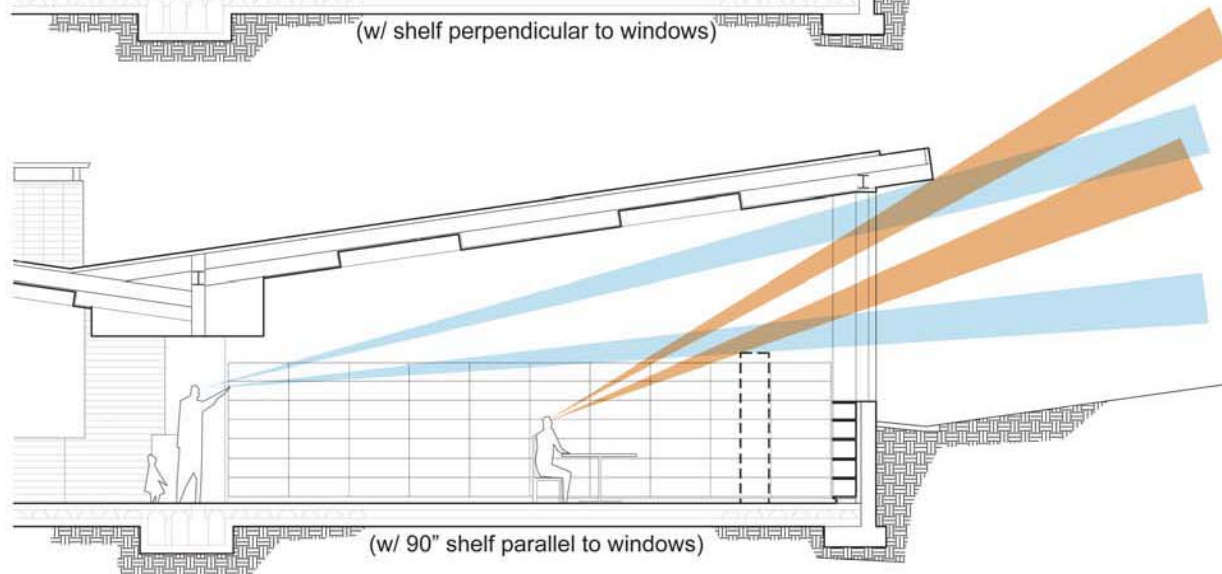 (w/ shelf perpendicular to windows)
(w/ 90” shelf parallel to windows)